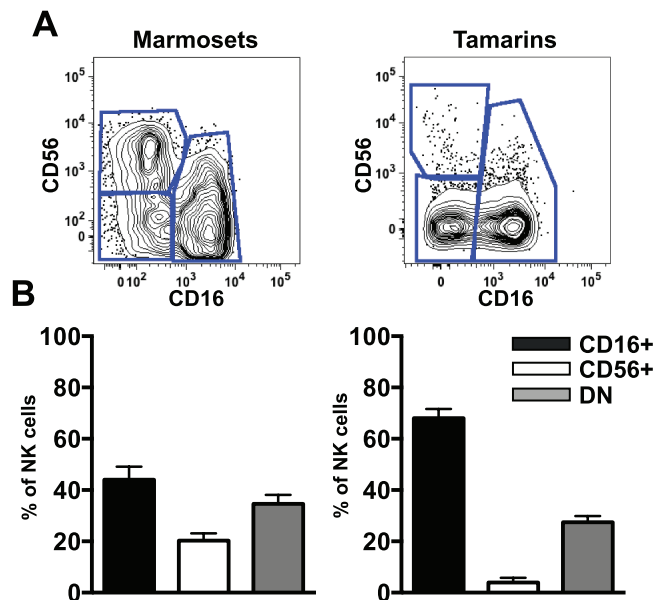 A
Marmosets
Tamarins
CD56
10⁵
10⁴
10³
10²
0
0 10² 10³ 10⁴ 10⁵
CD16
CD56
10⁵
10⁴
10³
0
0 10³ 10⁴ 10⁵
CD16
B
% of NK cells
100
80
60
40
20
0
% of NK cells
100
80
60
40
20
0
CD16+
CD56+
DN